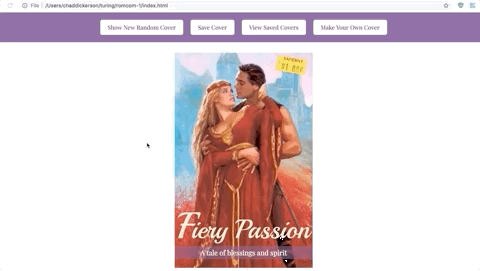 File
/Users/chaddickerson/turing/romcom-1/index.html
Show New Random Cover
Save Cover
View Saved Covers
Make Your Own Cover
Fiery Passion
A tale of blessings and spirit